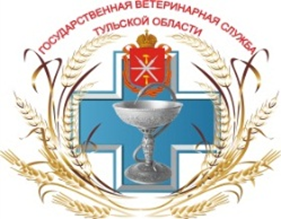 ГОСУДАРСТВЕННАЯ ВЕТЕРИНАРНАЯ СЛУЖБА
ТУЛЬСКОЙ ОБЛАСТИ